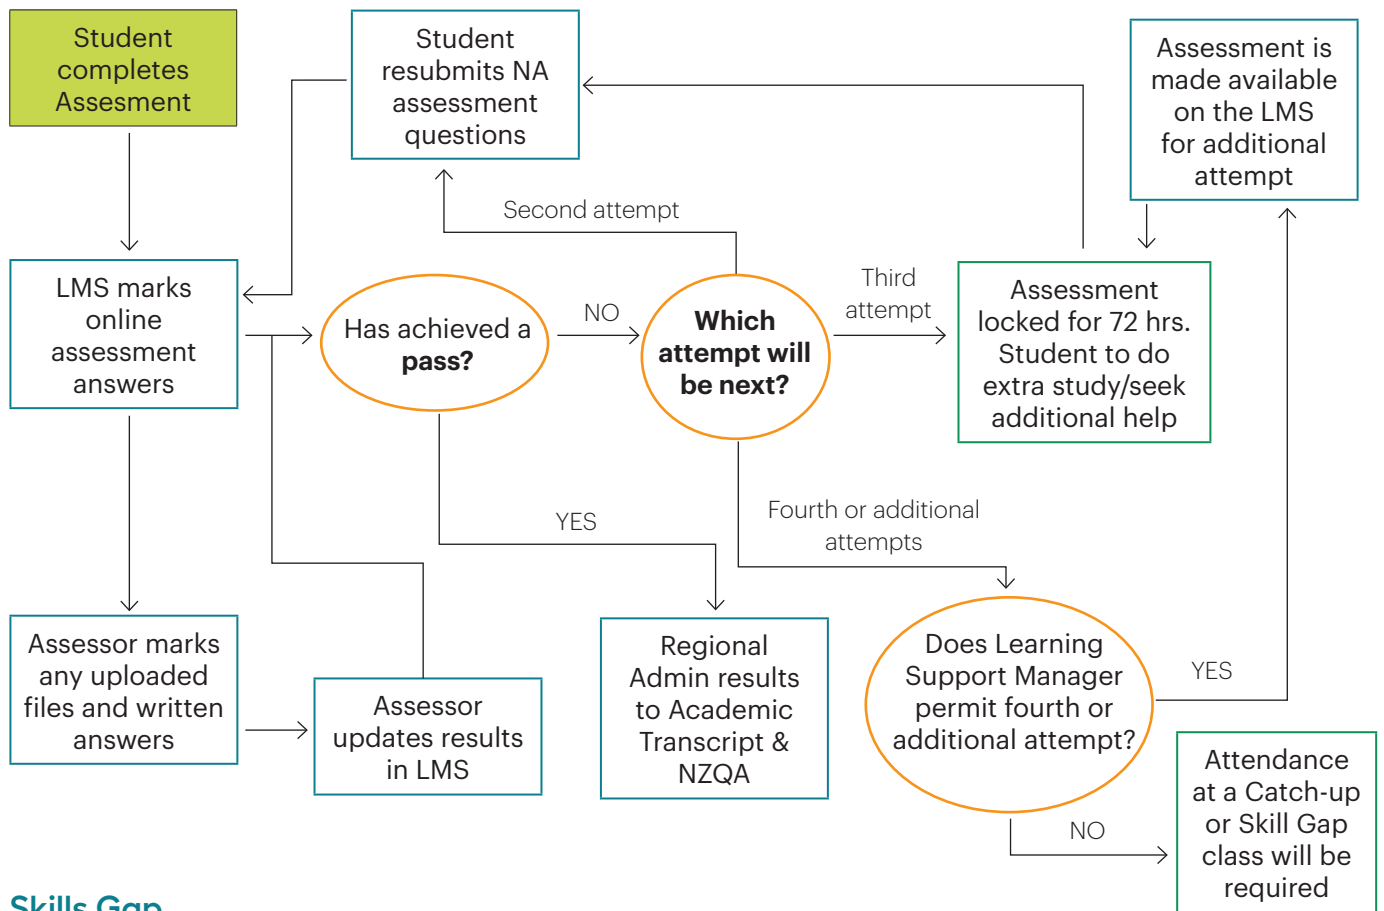 Student
completes
Assesment
Student
resubmits NA
assessment
questions
Assessment is
made available
on the LMS
for additional
attempt
Second attempt
LMS marks
online
assessment
answers
Has achieved a
pass?
NO
Which
attempt will
be next?
Third
attempt
Assessment
locked for 72 hrs.
Student to do
extra study/seek
additional help
YES
Fourth or additional
attempts
Assessor marks
any uploaded
files and written
answers
Assessor
updates results
in LMS
Regional
Admin results
to Academic
Transcript &
NZQA
Does Learning
Support Manager
permit fourth or
additional attempt?
YES
NO
Attendance
at a Catch-up
or Skill Gap
class will be
required
Skills Gap